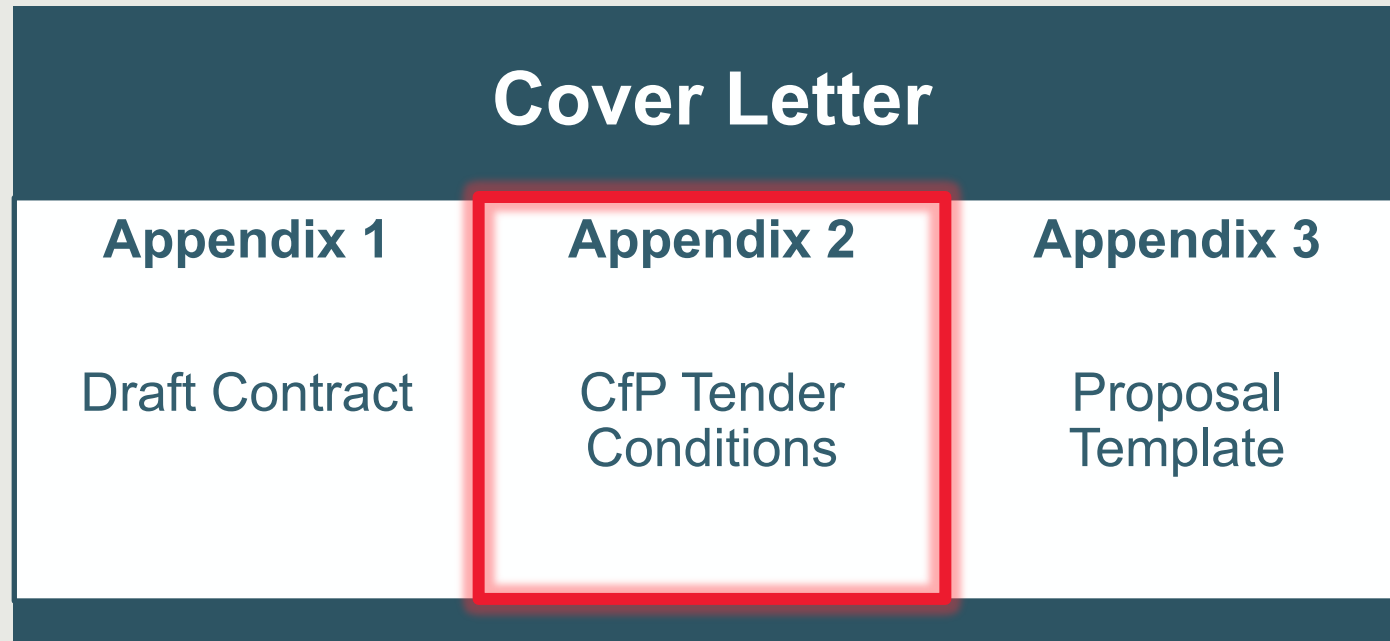 Cover Letter
Appendix 1
Draft Contract
Appendix 2
CfP Tender
Conditions
Appendix 3
Proposal
Template